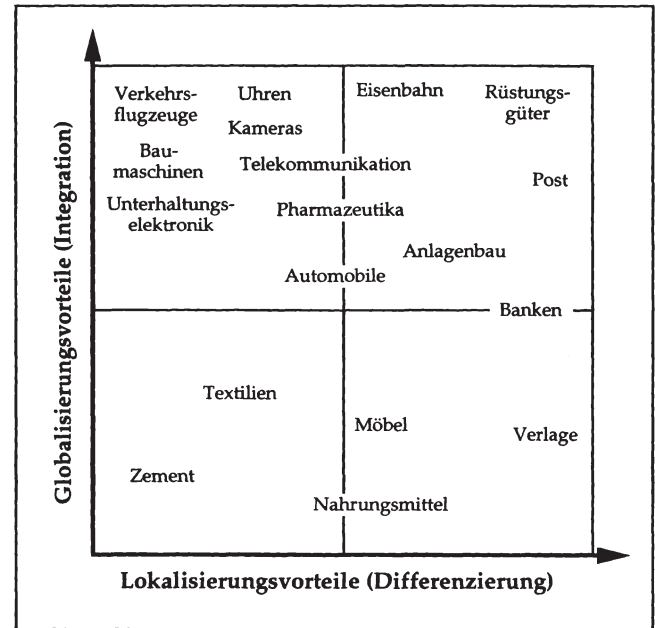 Verkehrs-
flugzeuge
Uhren
Eisenbahn
Rüstungs-
güter
Kameras
Bau-
maschinen
Telekommunikation
Post
Unterhaltungs-
elektronik
Pharmazeutika
Anlagenbau
Automobile
Banken
Textilien
Möbel
Verlage
Zement
Nahrungsmittel
Globalisierungsvorteile (Integration)
Lokalisierungsvorteile (Differenzierung)